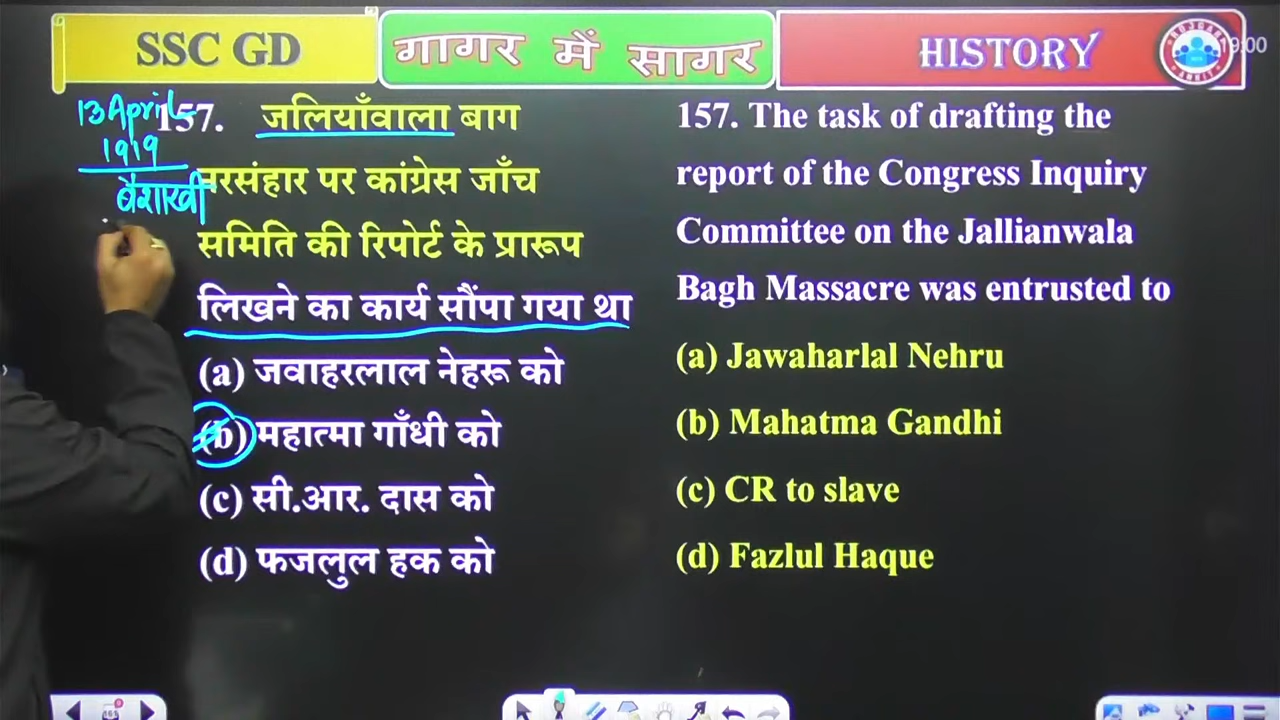 SSC GD
गागर में सागर
HISTORY
19:00
13 April
1919
बैशाखी
157. जलियाँवाला बाग
नरसंहार पर कांग्रेस जाँच
समिति की रिपोर्ट के प्रारूप
लिखने का कार्य सौंपा गया था
(a) जवाहरलाल नेहरू को
(b) महात्मा गाँधी को
(c) सी.आर. दास को
(d) फजलुल हक को
157. The task of drafting the
report of the Congress Inquiry
Committee on the Jallianwala
Bagh Massacre was entrusted to
(a) Jawaharlal Nehru
(b) Mahatma Gandhi
(c) CR to slave
(d) Fazlul Haque